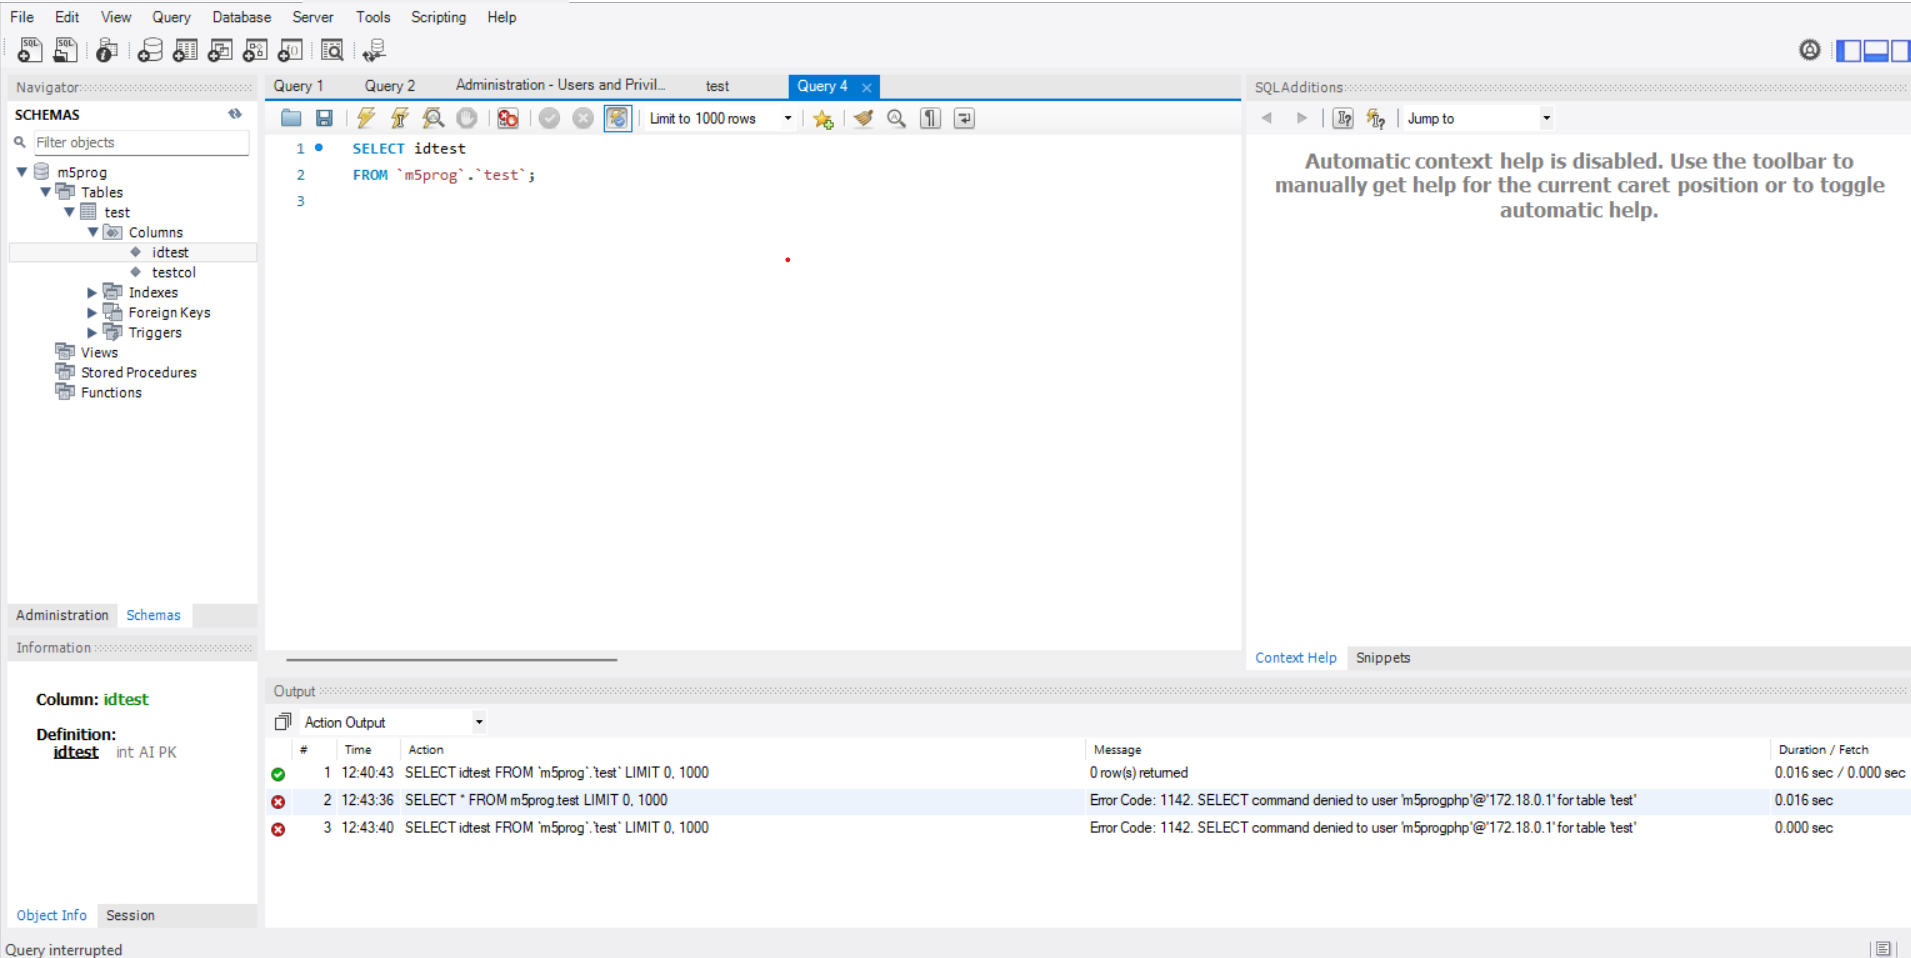 File Edit View Query Database Server Tools Scripting Help
Navigator
SCHEMAS
Filter objects
m5prog
Tables
test
Columns
idtest
testcol
Indexes
Foreign Keys
Triggers
Views
Stored Procedures
Functions
Administration Schemas
Information
Column: idtest
Definition:
idtest int AI PK
Object Info Session
Query interrupted
Query 1 Query 2 Administration - Users and Privil... test Query 4
Limit to 1000 rows
1 SELECT idtest
2 FROM `m5prog`.`test`;
3
SQLAdditions
Jump to
Automatic context help is disabled. Use the toolbar to
manually get help for the current caret position or to toggle
automatic help.
Context Help Snippets
Output
Action Output
# Time Action Message Duration / Fetch
1 12:40:43 SELECT idtest FROM `m5prog`.`test` LIMIT 0, 1000 0 row(s) returned 0.016 sec / 0.000 sec
2 12:43:36 SELECT * FROM m5prog.test LIMIT 0, 1000 Error Code: 1142. SELECT command denied to user 'm5progphp'@'172.18.0.1' for table 'test' 0.016 sec
3 12:43:40 SELECT idtest FROM `m5prog`.`test` LIMIT 0, 1000 Error Code: 1142. SELECT command denied to user 'm5progphp'@'172.18.0.1' for table 'test' 0.000 sec